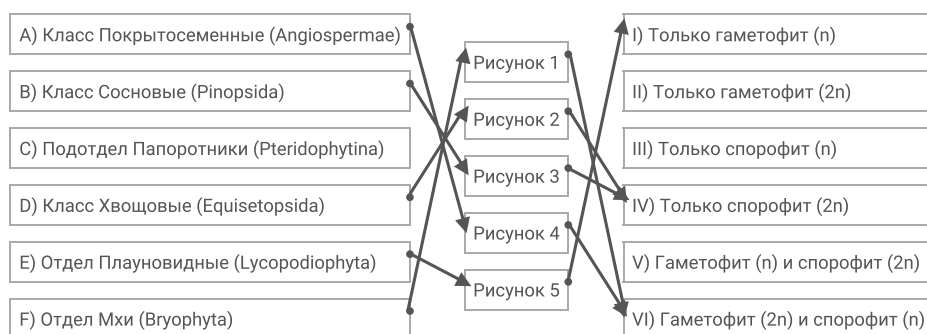 A) Класс Покрытосеменные (Angiospermae)
B) Класс Сосновые (Pinopsida)
C) Подотдел Папоротники (Pteridophytina)
D) Класс Хвощовые (Equisetopsida)
E) Отдел Плауновидные (Lycopodiophyta)
F) Отдел Мхи (Bryophyta)
Рисунок 1
Рисунок 2
Рисунок 3
Рисунок 4
Рисунок 5
I) Только гаметофит (n)
II) Только гаметофит (2n)
III) Только спорофит (n)
IV) Только спорофит (2n)
V) Гаметофит (n) и спорофит (2n)
VI) Гаметофит (2n) и спорофит (n)